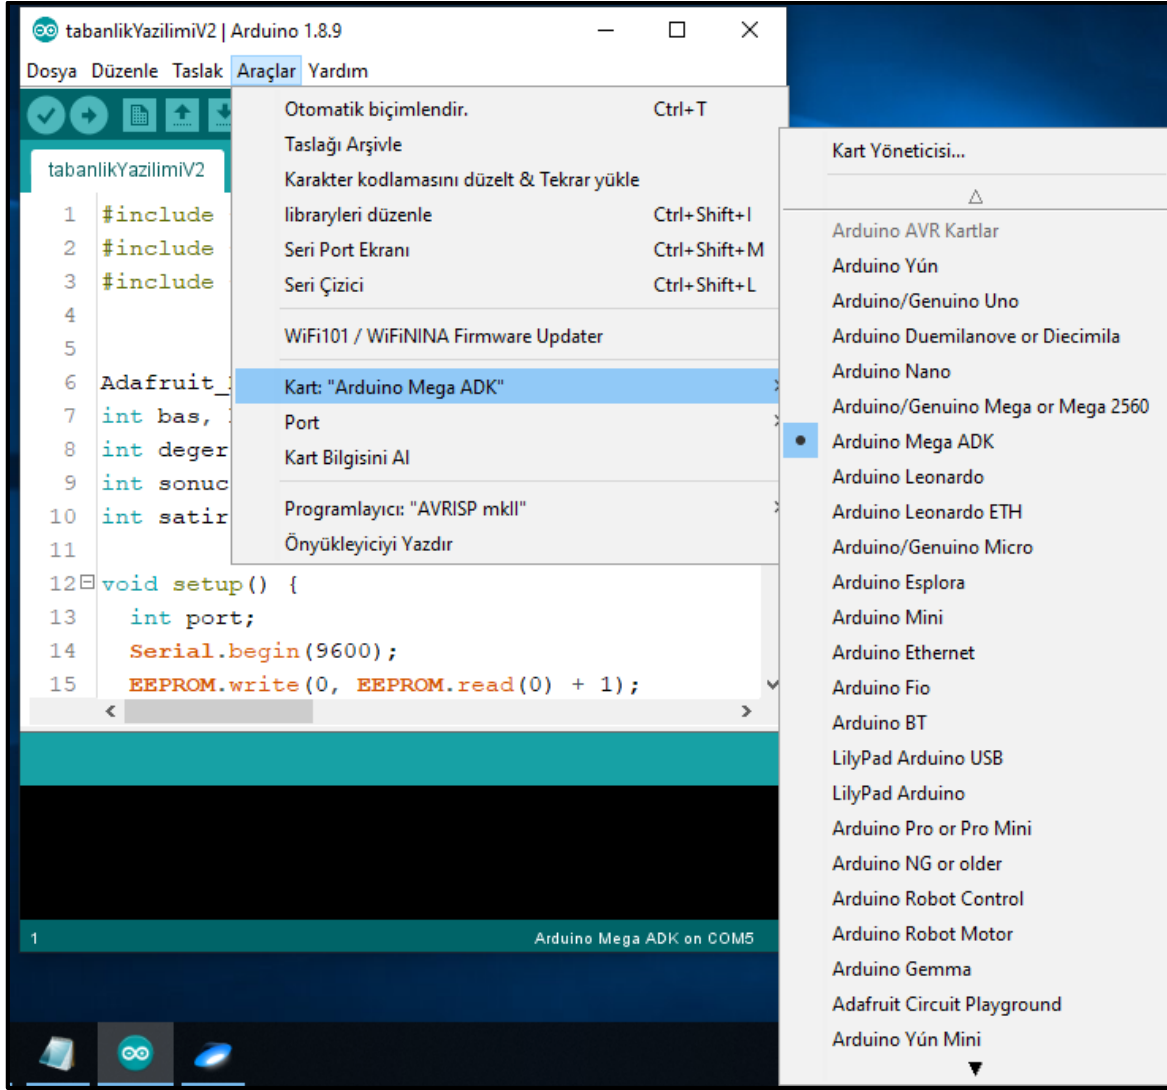 tabanlikYazilimiV2 | Arduino 1.8.9
Dosya Düzenle Taslak Araçlar Yardım
Otomatik biçimlendir. Ctrl+T
Taslağı Arşivle
Karakter kodlamasını düzelt & Tekrar yükle
libraryleri düzenle Ctrl+Shift+I
Seri Port Ekranı Ctrl+Shift+M
Seri Çizici Ctrl+Shift+L
WiFi101 / WiFiNINA Firmware Updater
Kart: "Arduino Mega ADK"
Port
Kart Bilgisini Al
Programlayıcı: "AVRISP mkII"
Önyükleyiciyi Yazdır
Kart Yöneticisi...
Arduino AVR Kartlar
Arduino Yún
Arduino/Genuino Uno
Arduino Duemilanove or Diecimila
Arduino Nano
Arduino/Genuino Mega or Mega 2560
Arduino Mega ADK
Arduino Leonardo
Arduino Leonardo ETH
Arduino/Genuino Micro
Arduino Esplora
Arduino Mini
Arduino Ethernet
Arduino Fio
Arduino BT
LilyPad Arduino USB
LilyPad Arduino
Arduino Pro or Pro Mini
Arduino NG or older
Arduino Robot Control
Arduino Robot Motor
Arduino Gemma
Adafruit Circuit Playground
Arduino Yún Mini
tabanlikYazilimiV2
1 #include
2 #include
3 #include
4
5
6 Adafruit_
7 int bas,
8 int deger
9 int sonuc
10 int satir
11
12 void setup() {
13 int port;
14 Serial.begin(9600);
15 EEPROM.write(0, EEPROM.read(0) + 1);
1 Arduino Mega ADK on COM5